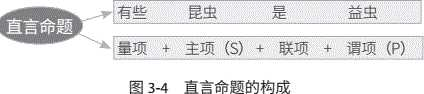 直言命题
有些 昆虫 是 益虫
量项 + 主项（S）+ 联项 + 谓项（P）
图 3-4 直言命题的构成